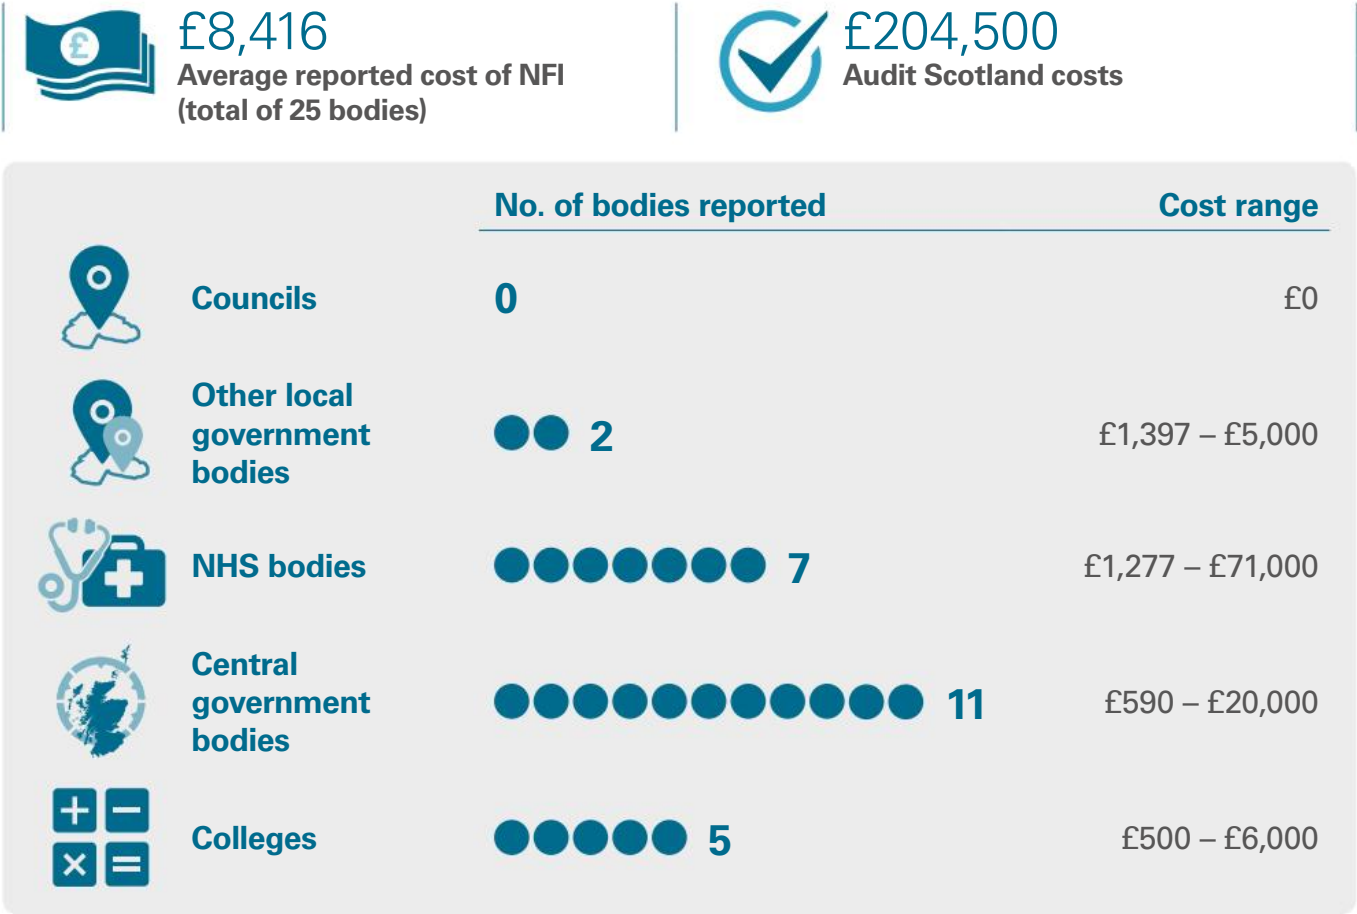 £8,416
Average reported cost of NFI
(total of 25 bodies)
£204,500
Audit Scotland costs
No. of bodies reported Cost range
Councils 0 £0
Other local
government 2 £1,397 – £5,000
bodies
NHS bodies 7 £1,277 – £71,000
Central
government 11 £590 – £20,000
bodies
Colleges 5 £500 – £6,000